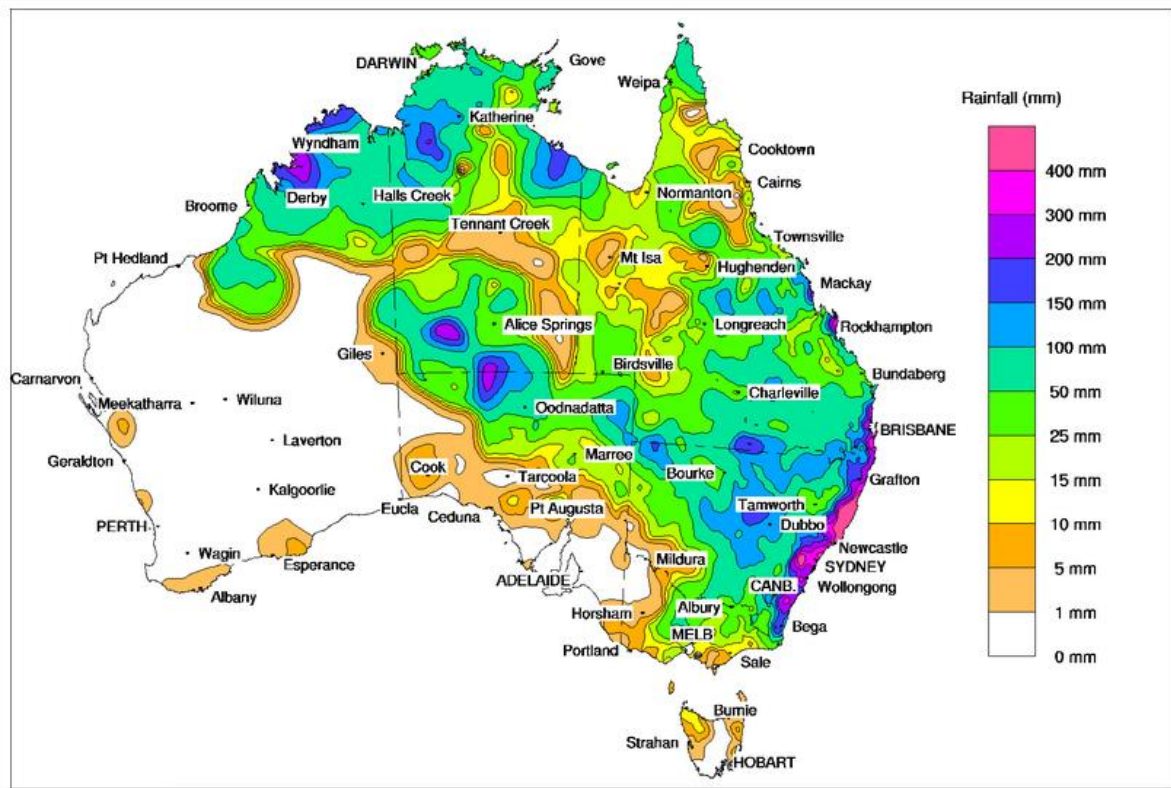 DARWIN
Gove
Weipa
Katherine
Wyndham
Cooktown
Cairns
Halls Creek
Derby
Normanton
Broome
Tennant Creek
Townsville
Pt Hedland
Mt Isa
Hughenden
Mackay
Alice Springs
Longreach
Rockhampton
Giles
Birdsville
Bundaberg
Carnarvon
Meekatharra
Wiluna
Oodnadatta
Charleville
BRISBANE
Laverton
Geraldton
Marree
Cook
Tarcoola
Bourke
Grafton
Kalgoorlie
Eucla
Ceduna
Pt Augusta
Tamworth
Dubbo
PERTH
Newcastle
Wagin
Esperance
Mildura
SYDNEY
ADELAIDE
CANB.
Wollongong
Albany
Horsham
Albury
Bega
MELB
Portland
Sale
Burnie
Strahan
HOBART
Rainfall (mm)
400 mm
300 mm
200 mm
150 mm
100 mm
50 mm
25 mm
15 mm
10 mm
5 mm
1 mm
0 mm